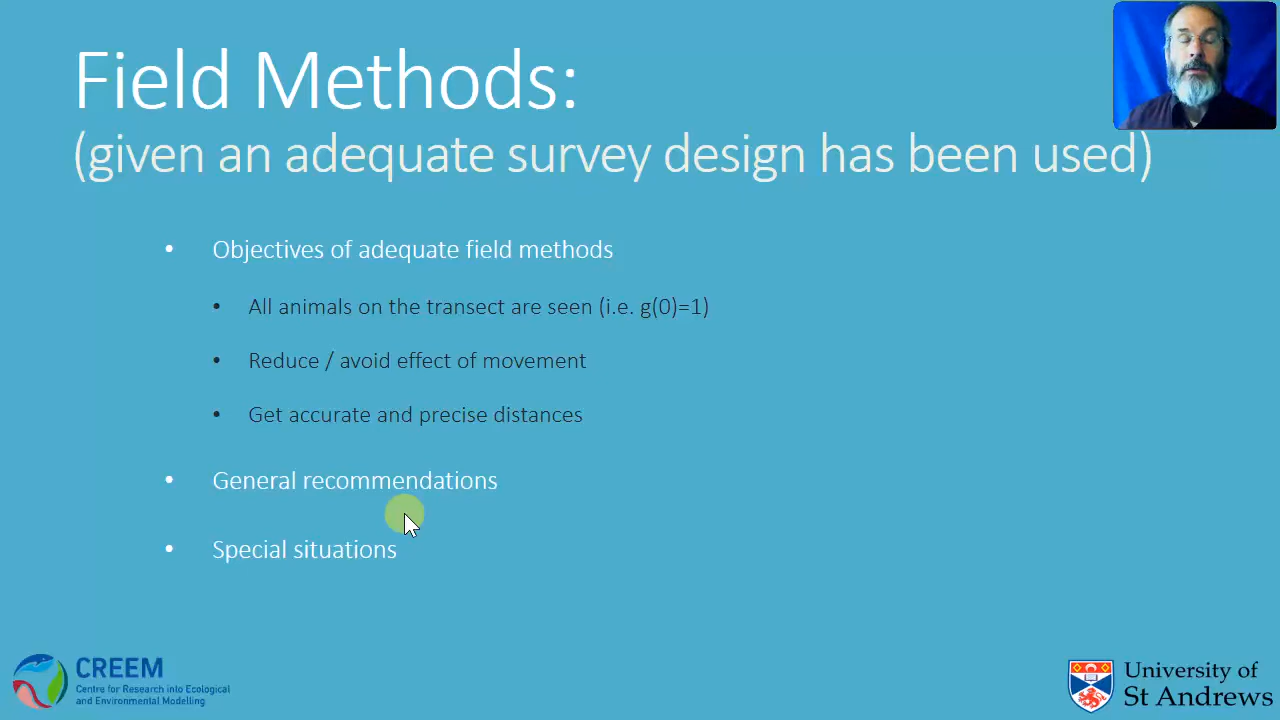 Field Methods:
(given an adequate survey design has been used)
• Objectives of adequate field methods
• All animals on the transect are seen (i.e. g(0)=1)
• Reduce / avoid effect of movement
• Get accurate and precise distances
• General recommendations
• Special situations
CREEM
Centre for Research into Ecological
and Environmental Modelling
University of
St Andrews